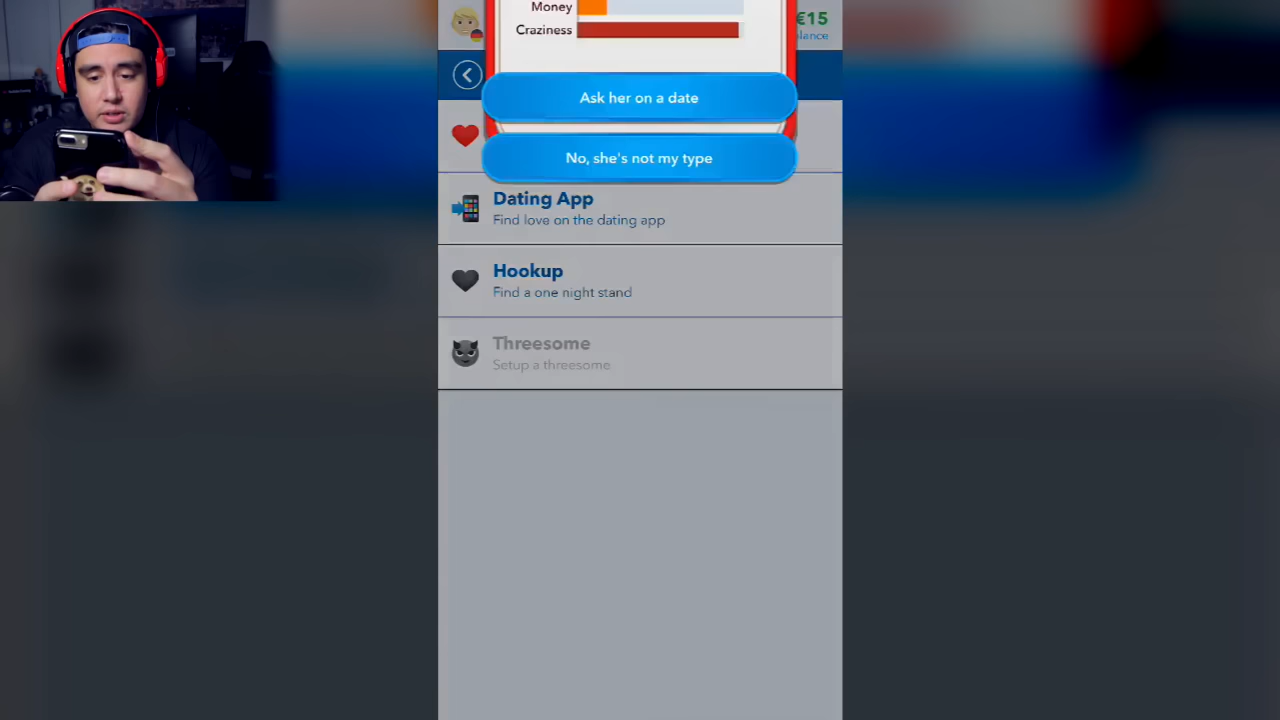 Money
€15
Craziness
Ask her on a date
No, she's not my type
Dating App
Find love on the dating app
Hookup
Find a one night stand
Threesome
Setup a threesome